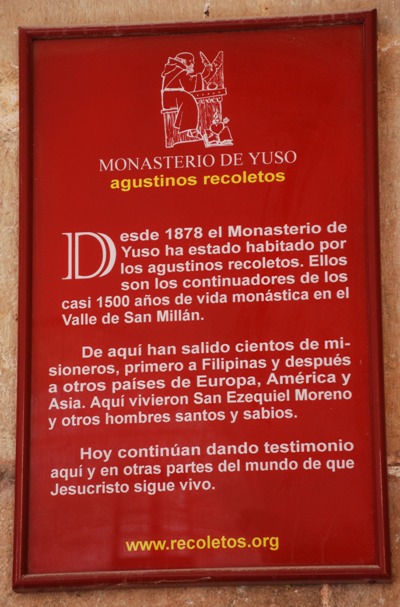 MONASTERIO DE YUSO
agustinos recoletos
Desde 1878 el Monasterio de
Yuso ha estado habitado por
los agustinos recoletos. Ellos
son los continuadores de los
casi 1500 años de vida monástica en el
Valle de San Millán.
De aquí han salido cientos de mi-
sioneros, primero a Filipinas y después
a otros países de Europa, América y
Asia. Aquí vivieron San Ezequiel Moreno
y otros hombres santos y sabios.
Hoy continúan dando testimonio
aquí y en otras partes del mundo de que
Jesucristo sigue vivo.
www.recoletos.org